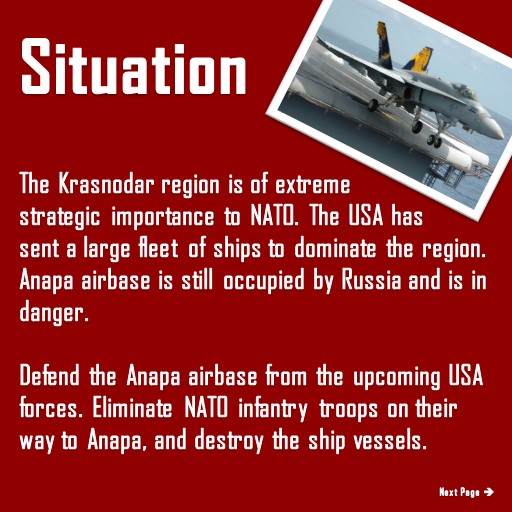 Situation
The Krasnodar region is of extreme
strategic importance to NATO. The USA has
sent a large fleet of ships to dominate the region.
Anapa airbase is still occupied by Russia and is in
danger.
Defend the Anapa airbase from the upcoming USA
forces. Eliminate NATO infantry troops on their
way to Anapa, and destroy the ship vessels.
Next Page →